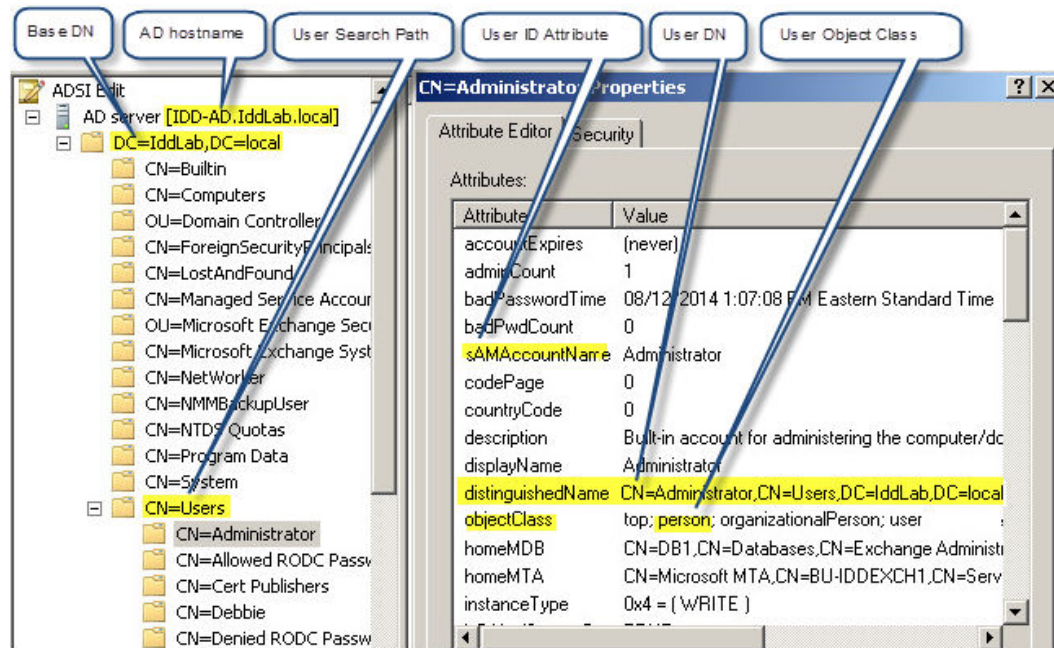 Base DN
AD hostname
User Search Path
User ID Attribute
User DN
User Object Class
ADSI Edit
AD server [IDD-AD.IddLab.local]
DC=IddLab,DC=local
CN=Builtin
CN=Computers
OU=Domain Controller
CN=ForeignSecurityPrincipals
CN=LostAndFound
CN=Managed Service Accour
OU=Microsoft Exchange Secu
CN=Microsoft Exchange Syst
CN=NetWorker
CN=NMMBackupUser
CN=NTDS Quotas
CN=Program Data
CN=System
CN=Users
CN=Administrator
CN=Allowed RODC Passw
CN=Cert Publishers
CN=Debbie
CN=Denied RODC Passw
CN=Administrator Properties
Attribute Editor
Security
Attributes:
Attribute Value
accountExpires (never)
adminCount 1
badPasswordTime 08/12/2014 1:07:08 PM Eastern Standard Time
badPwdCount 0
sAMAccountName Administrator
codePage 0
countryCode 0
description Built-in account for administering the computer/dc
displayName Administrator
distinguishedName CN=Administrator,CN=Users,DC=IddLab,DC=local
objectClass top; person; organizationalPerson; user
homeMDB CN=DB1,CN=Databases,CN=Exchange Administr
homeMTA CN=Microsoft MTA,CN=BU-IDDEXCH1,CN=Serv
instanceType 0x4 = ( WRITE )